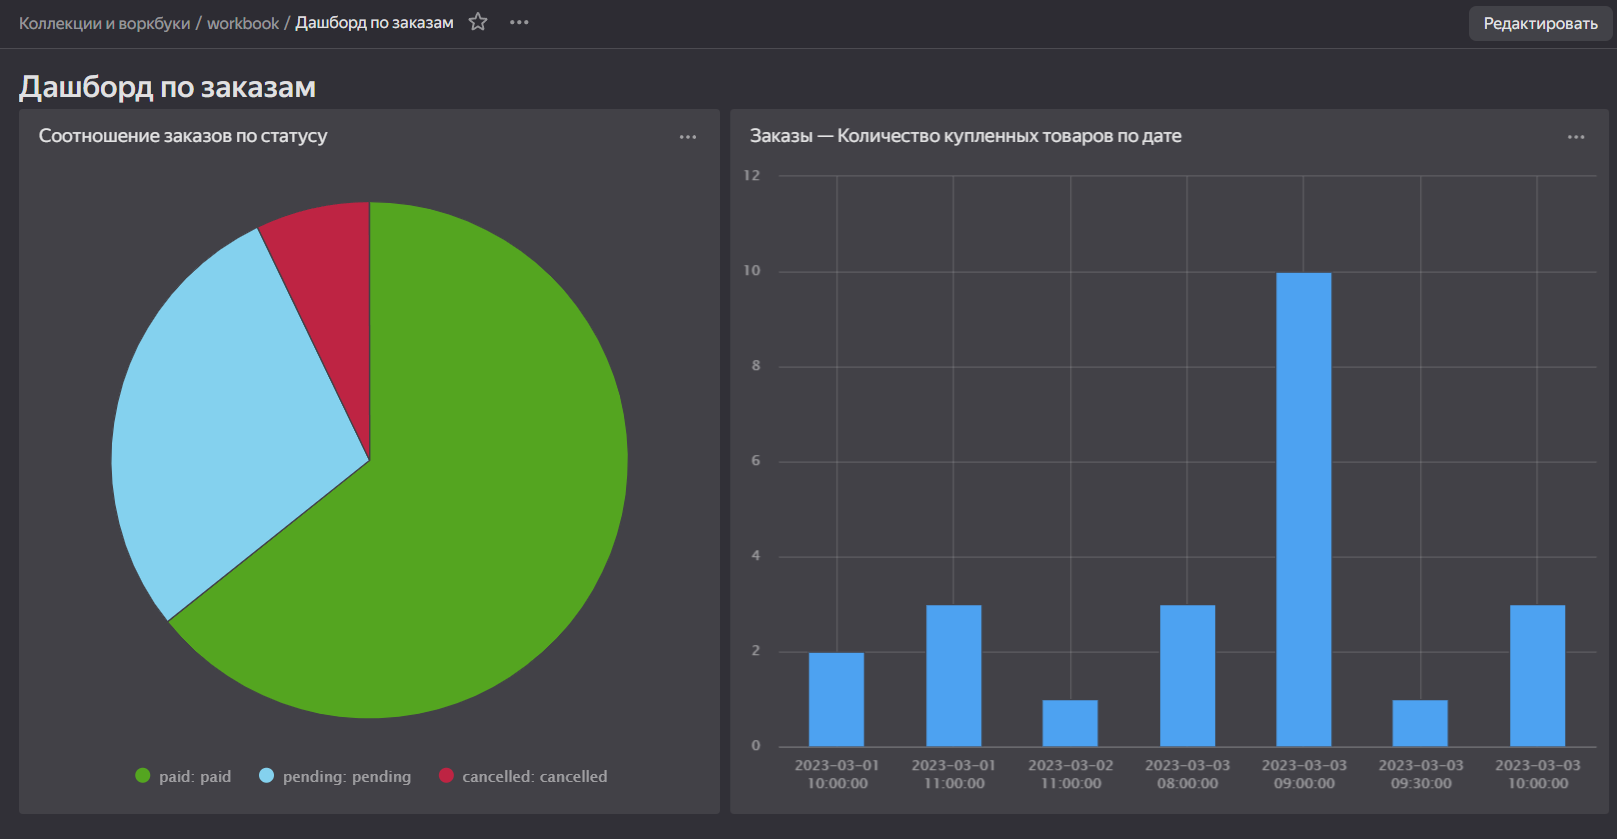 Коллекции и воркбуки / workbook / Дашборд по заказам
Редактировать
Дашборд по заказам
Соотношение заказов по статусу
paid: paid
pending: pending
cancelled: cancelled
Заказы — Количество купленных товаров по дате
12
10
8
6
4
2
0
2023-03-01
10:00:00
2023-03-01
11:00:00
2023-03-02
11:00:00
2023-03-03
08:00:00
2023-03-03
09:00:00
2023-03-03
09:30:00
2023-03-03
10:00:00